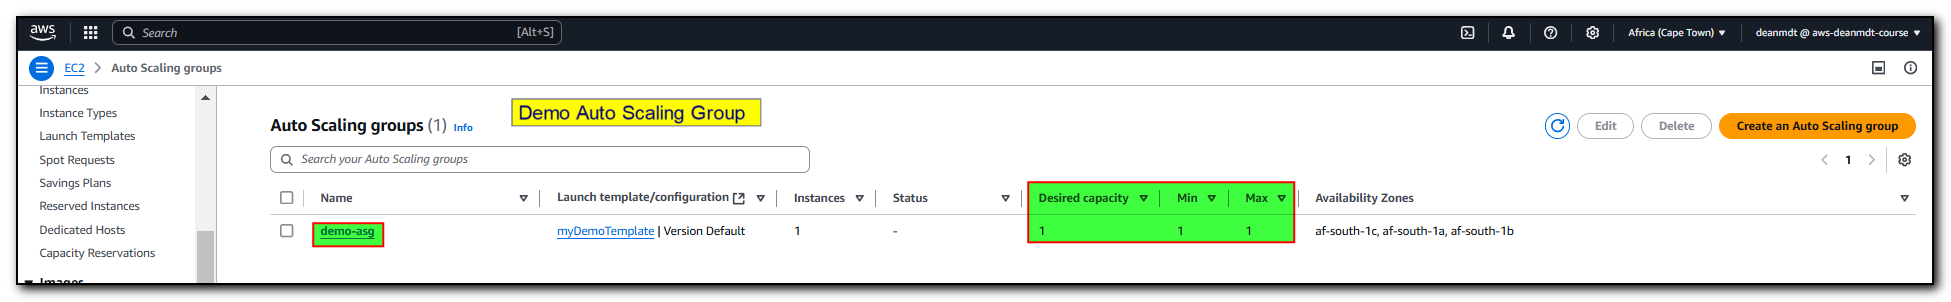 aws Search [Alt+S] Africa (Cape Town) deanmdt @ aws-deanmdt-course
EC2 Auto Scaling groups
Instances
Instance Types
Launch Templates
Spot Requests
Savings Plans
Reserved Instances
Dedicated Hosts
Capacity Reservations
Images
Demo Auto Scaling Group
Auto Scaling groups (1) Info
Edit Delete Create an Auto Scaling group
Search your Auto Scaling groups
1
Name Launch template/configuration Instances Status Desired capacity Min Max Availability Zones
demo-asg myDemoTemplate | Version Default 1 - 1 1 1 af-south-1c, af-south-1a, af-south-1b